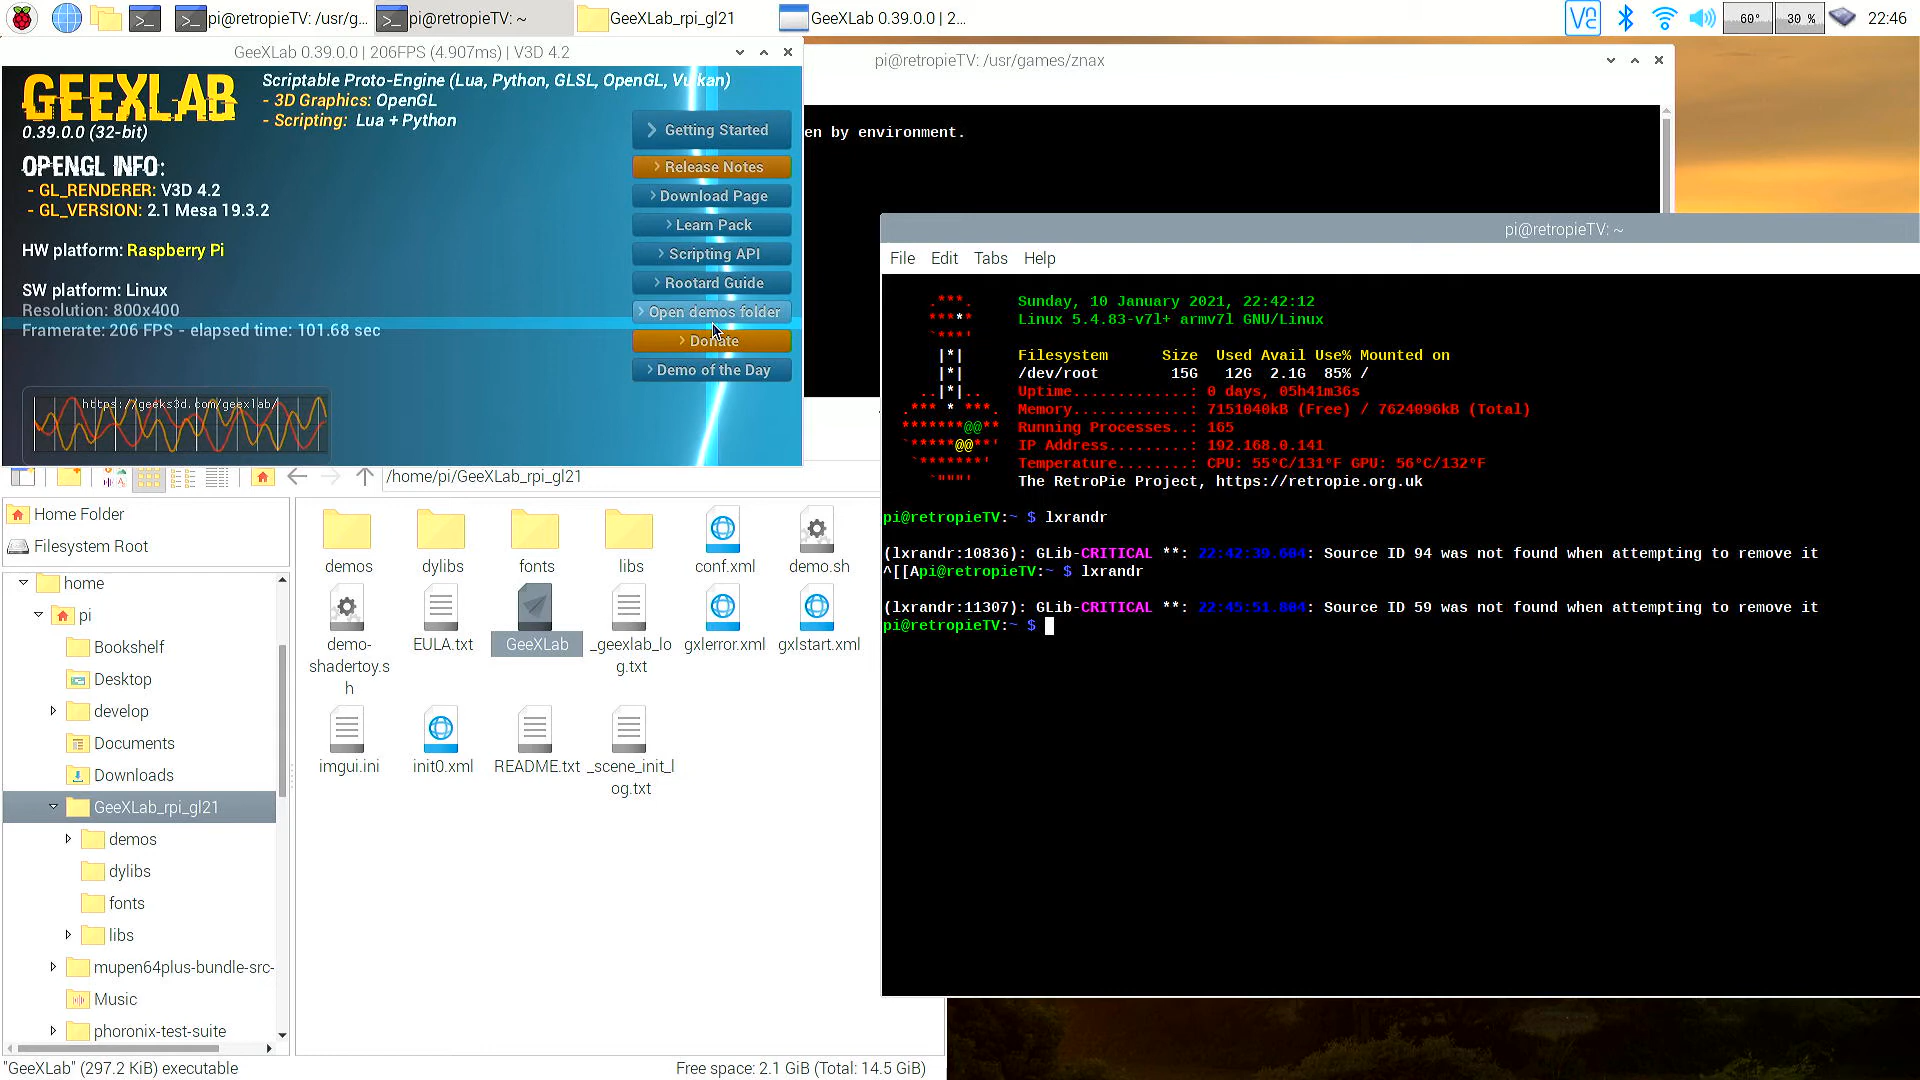 pi@retropieTV: /usr/g...
pi@retropieTV: ~
GeeXLab_rpi_gl21
GeeXLab 0.39.0.0 | 2...
60°
30 %
22:46
GeeXLab 0.39.0.0 | 206FPS (4.907ms) | V3D 4.2
GEEXLAB
Scriptable Proto-Engine (Lua, Python, GLSL, OpenGL, Vulkan)
- 3D Graphics: OpenGL
- Scripting: Lua + Python
0.39.0.0 (32-bit)
OPENGL INFO:
- GL_RENDERER: V3D 4.2
- GL_VERSION: 2.1 Mesa 19.3.2
HW platform: Raspberry Pi
SW platform: Linux
Resolution: 800x400
Framerate: 206 FPS - elapsed time: 101.68 sec
https://geeks3d.com/geexlab/
> Getting Started
> Release Notes
> Download Page
> Learn Pack
> Scripting API
> Rootard Guide
> Open demos folder
> Donate
> Demo of the Day
pi@retropieTV: /usr/games/znax
en by environment.
pi@retropieTV: ~
File Edit Tabs Help
Sunday, 10 January 2021, 22:42:12
Linux 5.4.83-v7l+ armv7l GNU/Linux
Filesystem Size Used Avail Use% Mounted on
/dev/root 15G 12G 2.1G 85% /
Uptime.............: 0 days, 05h41m36s
Memory.............: 7151040kB (Free) / 7624096kB (Total)
Running Processes..: 165
IP Address.........: 192.168.0.141
Temperature........: CPU: 55°C/131°F GPU: 56°C/132°F
The RetroPie Project, https://retropie.org.uk
pi@retropieTV:~ $ lxrandr
(lxrandr:10836): GLib-CRITICAL **: 22:42:39.604: Source ID 94 was not found when attempting to remove it
^[[Api@retropieTV:~ $ lxrandr
(lxrandr:11307): GLib-CRITICAL **: 22:45:51.804: Source ID 59 was not found when attempting to remove it
pi@retropieTV:~ $
/home/pi/GeeXLab_rpi_gl21
Home Folder
Filesystem Root
home
pi
Bookshelf
Desktop
develop
Documents
Downloads
GeeXLab_rpi_gl21
demos
dylibs
fonts
libs
mupen64plus-bundle-src-
Music
phoronix-test-suite
demos
dylibs
fonts
libs
conf.xml
demo.sh
demo-
shadertoy.s
h
EULA.txt
GeeXLab
_geexlab_lo
g.txt
gxlerror.xml
gxlstart.xml
imgui.ini
init0.xml
README.txt
_scene_init_l
og.txt
"GeeXLab" (297.2 KiB) executable
Free space: 2.1 GiB (Total: 14.5 GiB)